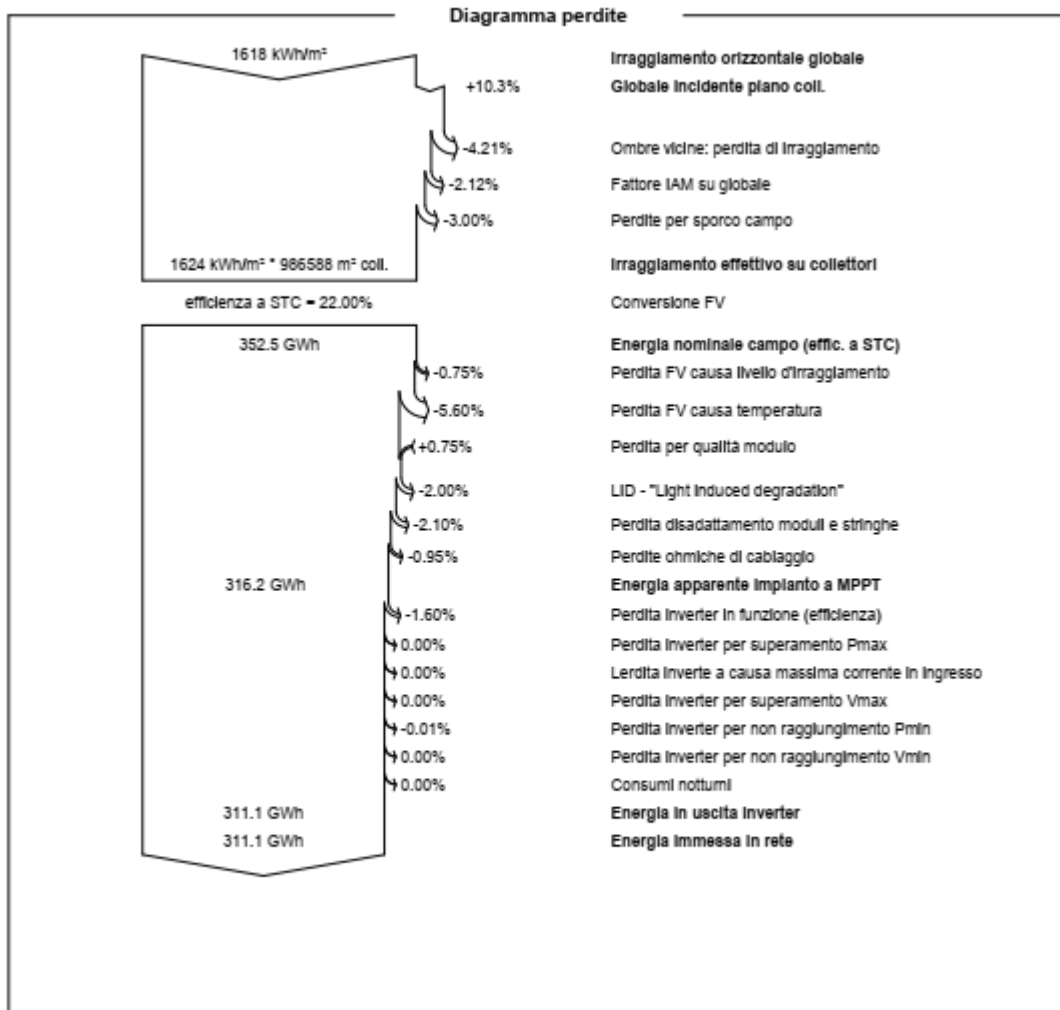 Diagramma perdite
1618 kWh/m² Irraggiamento orizzontale globale
+10.3% Globale incidente piano coll.
-4.21% Ombre vicine: perdita di irraggiamento
-2.12% Fattore IAM su globale
-3.00% Perdite per sporco campo
1624 kWh/m² * 986588 m² coll. Irraggiamento effettivo su collettori
efficienza a STC = 22.00% Conversione FV
352.5 GWh Energia nominale campo (effic. a STC)
-0.75% Perdita FV causa livello d'irraggiamento
-5.60% Perdita FV causa temperatura
+0.75% Perdita per qualità modulo
-2.00% LID - "Light induced degradation"
-2.10% Perdita disadattamento moduli e stringhe
-0.95% Perdite ohmiche di cablaggio
316.2 GWh Energia apparente impianto a MPPT
-1.60% Perdita inverter in funzione (efficienza)
0.00% Perdita inverter per superamento Pmax
0.00% Lerdita inverte a causa massima corrente in ingresso
0.00% Perdita inverter per superamento Vmax
-0.01% Perdita inverter per non raggiungimento Pmin
0.00% Perdita inverter per non raggiungimento Vmin
0.00% Consumi notturni
311.1 GWh Energia in uscita inverter
311.1 GWh Energia immessa in rete